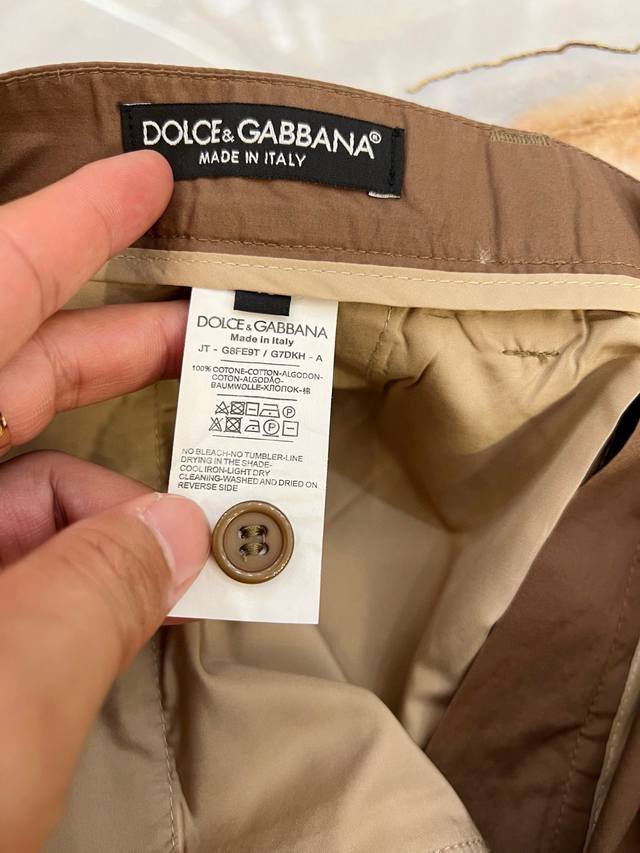 DOLCE&GABBANA®
MADE IN ITALY
DOLCE&GABBANA
Made in Italy
JT - G8FE9T / G7DKH - A
100% COTONE-COTTON-ALGODON-
COTON-ALGODÃO-
BAUMWOLLE-ХЛОПОК-棉
NO BLEACH-NO TUMBLER-LINE
DRYING IN THE SHADE-
COOL IRON-LIGHT DRY
CLEANING-WASHED AND DRIED ON
REVERSE SIDE